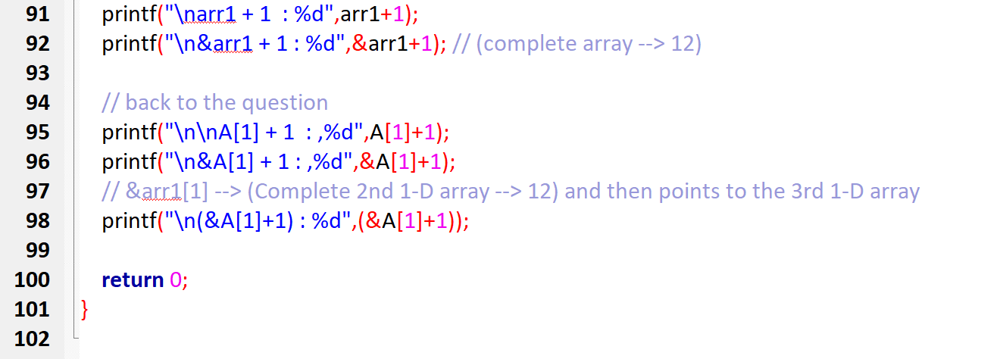 91 printf("\narr1 + 1  : %d",arr1+1);
92 printf("\n&arr1 + 1 : %d",&arr1+1); // (complete array --> 12)
93
94 // back to the question
95 printf("\n\nA[1] + 1  : ,%d",A[1]+1);
96 printf("\n&A[1] + 1 : ,%d",&A[1]+1);
97 // &arr1[1] --> (Complete 2nd 1-D array --> 12) and then points to the 3rd 1-D array
98 printf("\n(&A[1]+1) : %d",(&A[1]+1));
99
100 return 0;
101 }
102